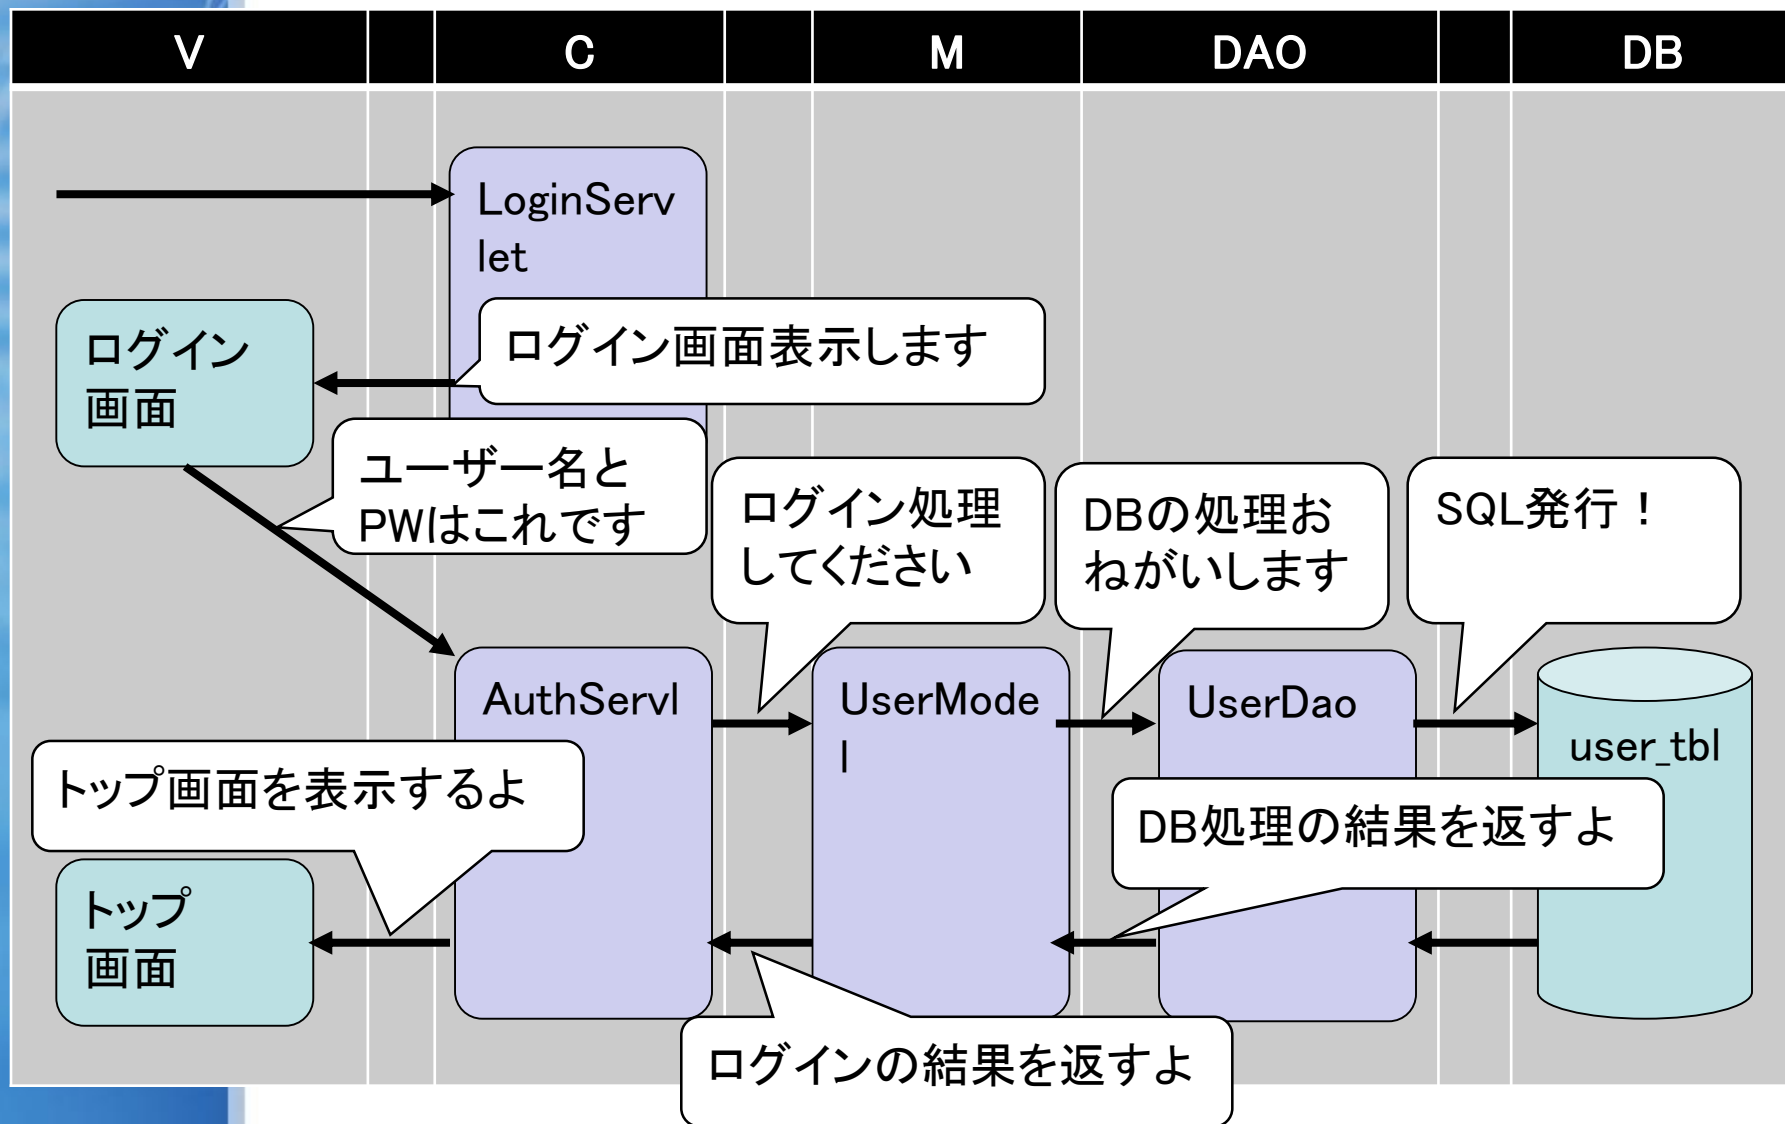 V
C
M
DAO
DB
LoginServ
let
ログイン
画面
ログイン画面表示します
ユーザー名と
PWはこれです
ログイン処理
してください
DBの処理お
ねがいします
SQL発行！
AuthServl
UserMode
l
UserDao
user_tbl
トップ画面を表示するよ
DB処理の結果を返すよ
トップ
画面
ログインの結果を返すよ